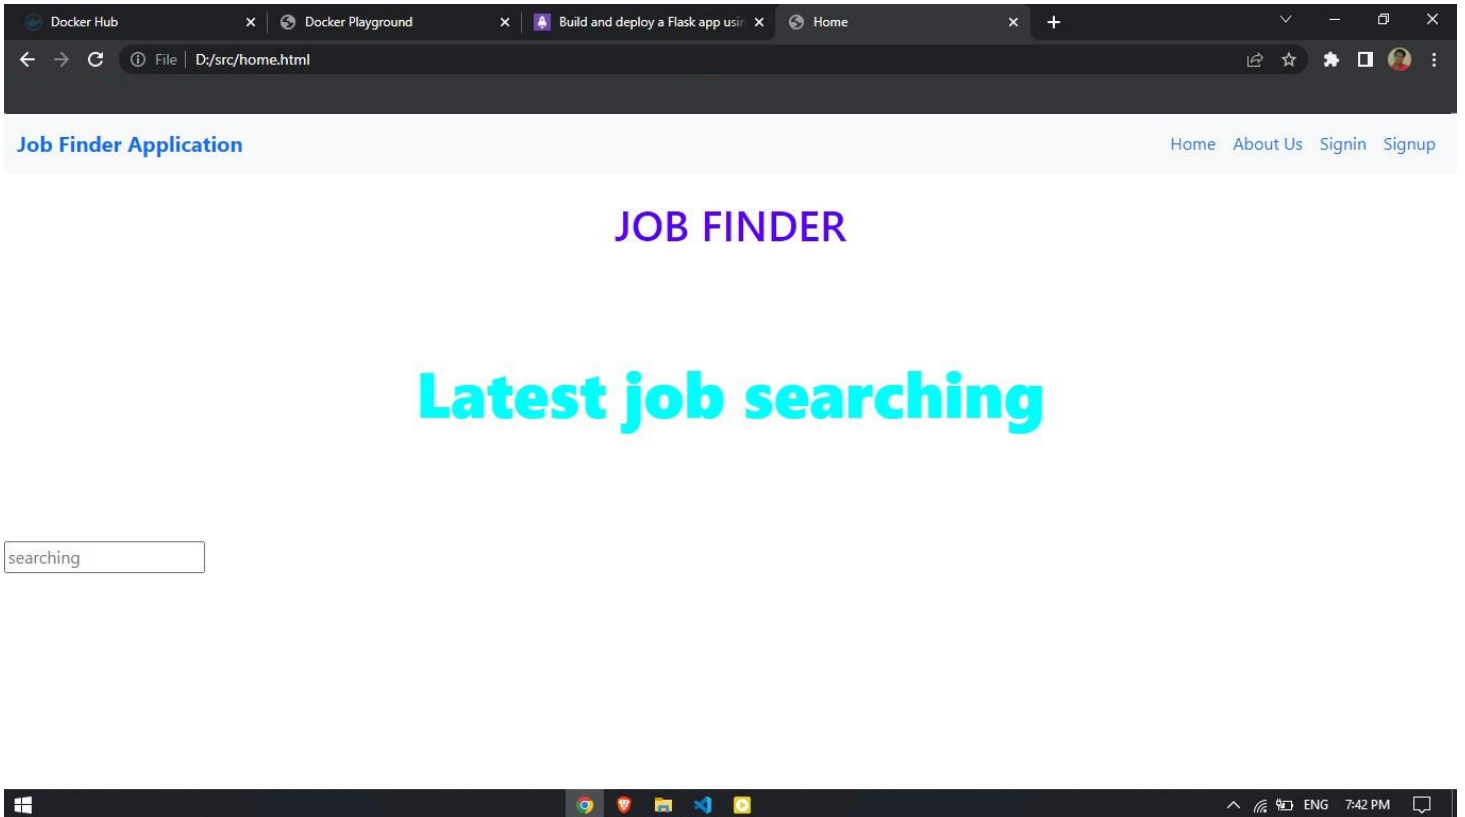 Docker Hub
Docker Playground
Build and deploy a Flask app usin
Home
File
D:/src/home.html
Job Finder Application
Home About Us Signin Signup
JOB FINDER
Latest job searching
searching
ENG 7:42 PM